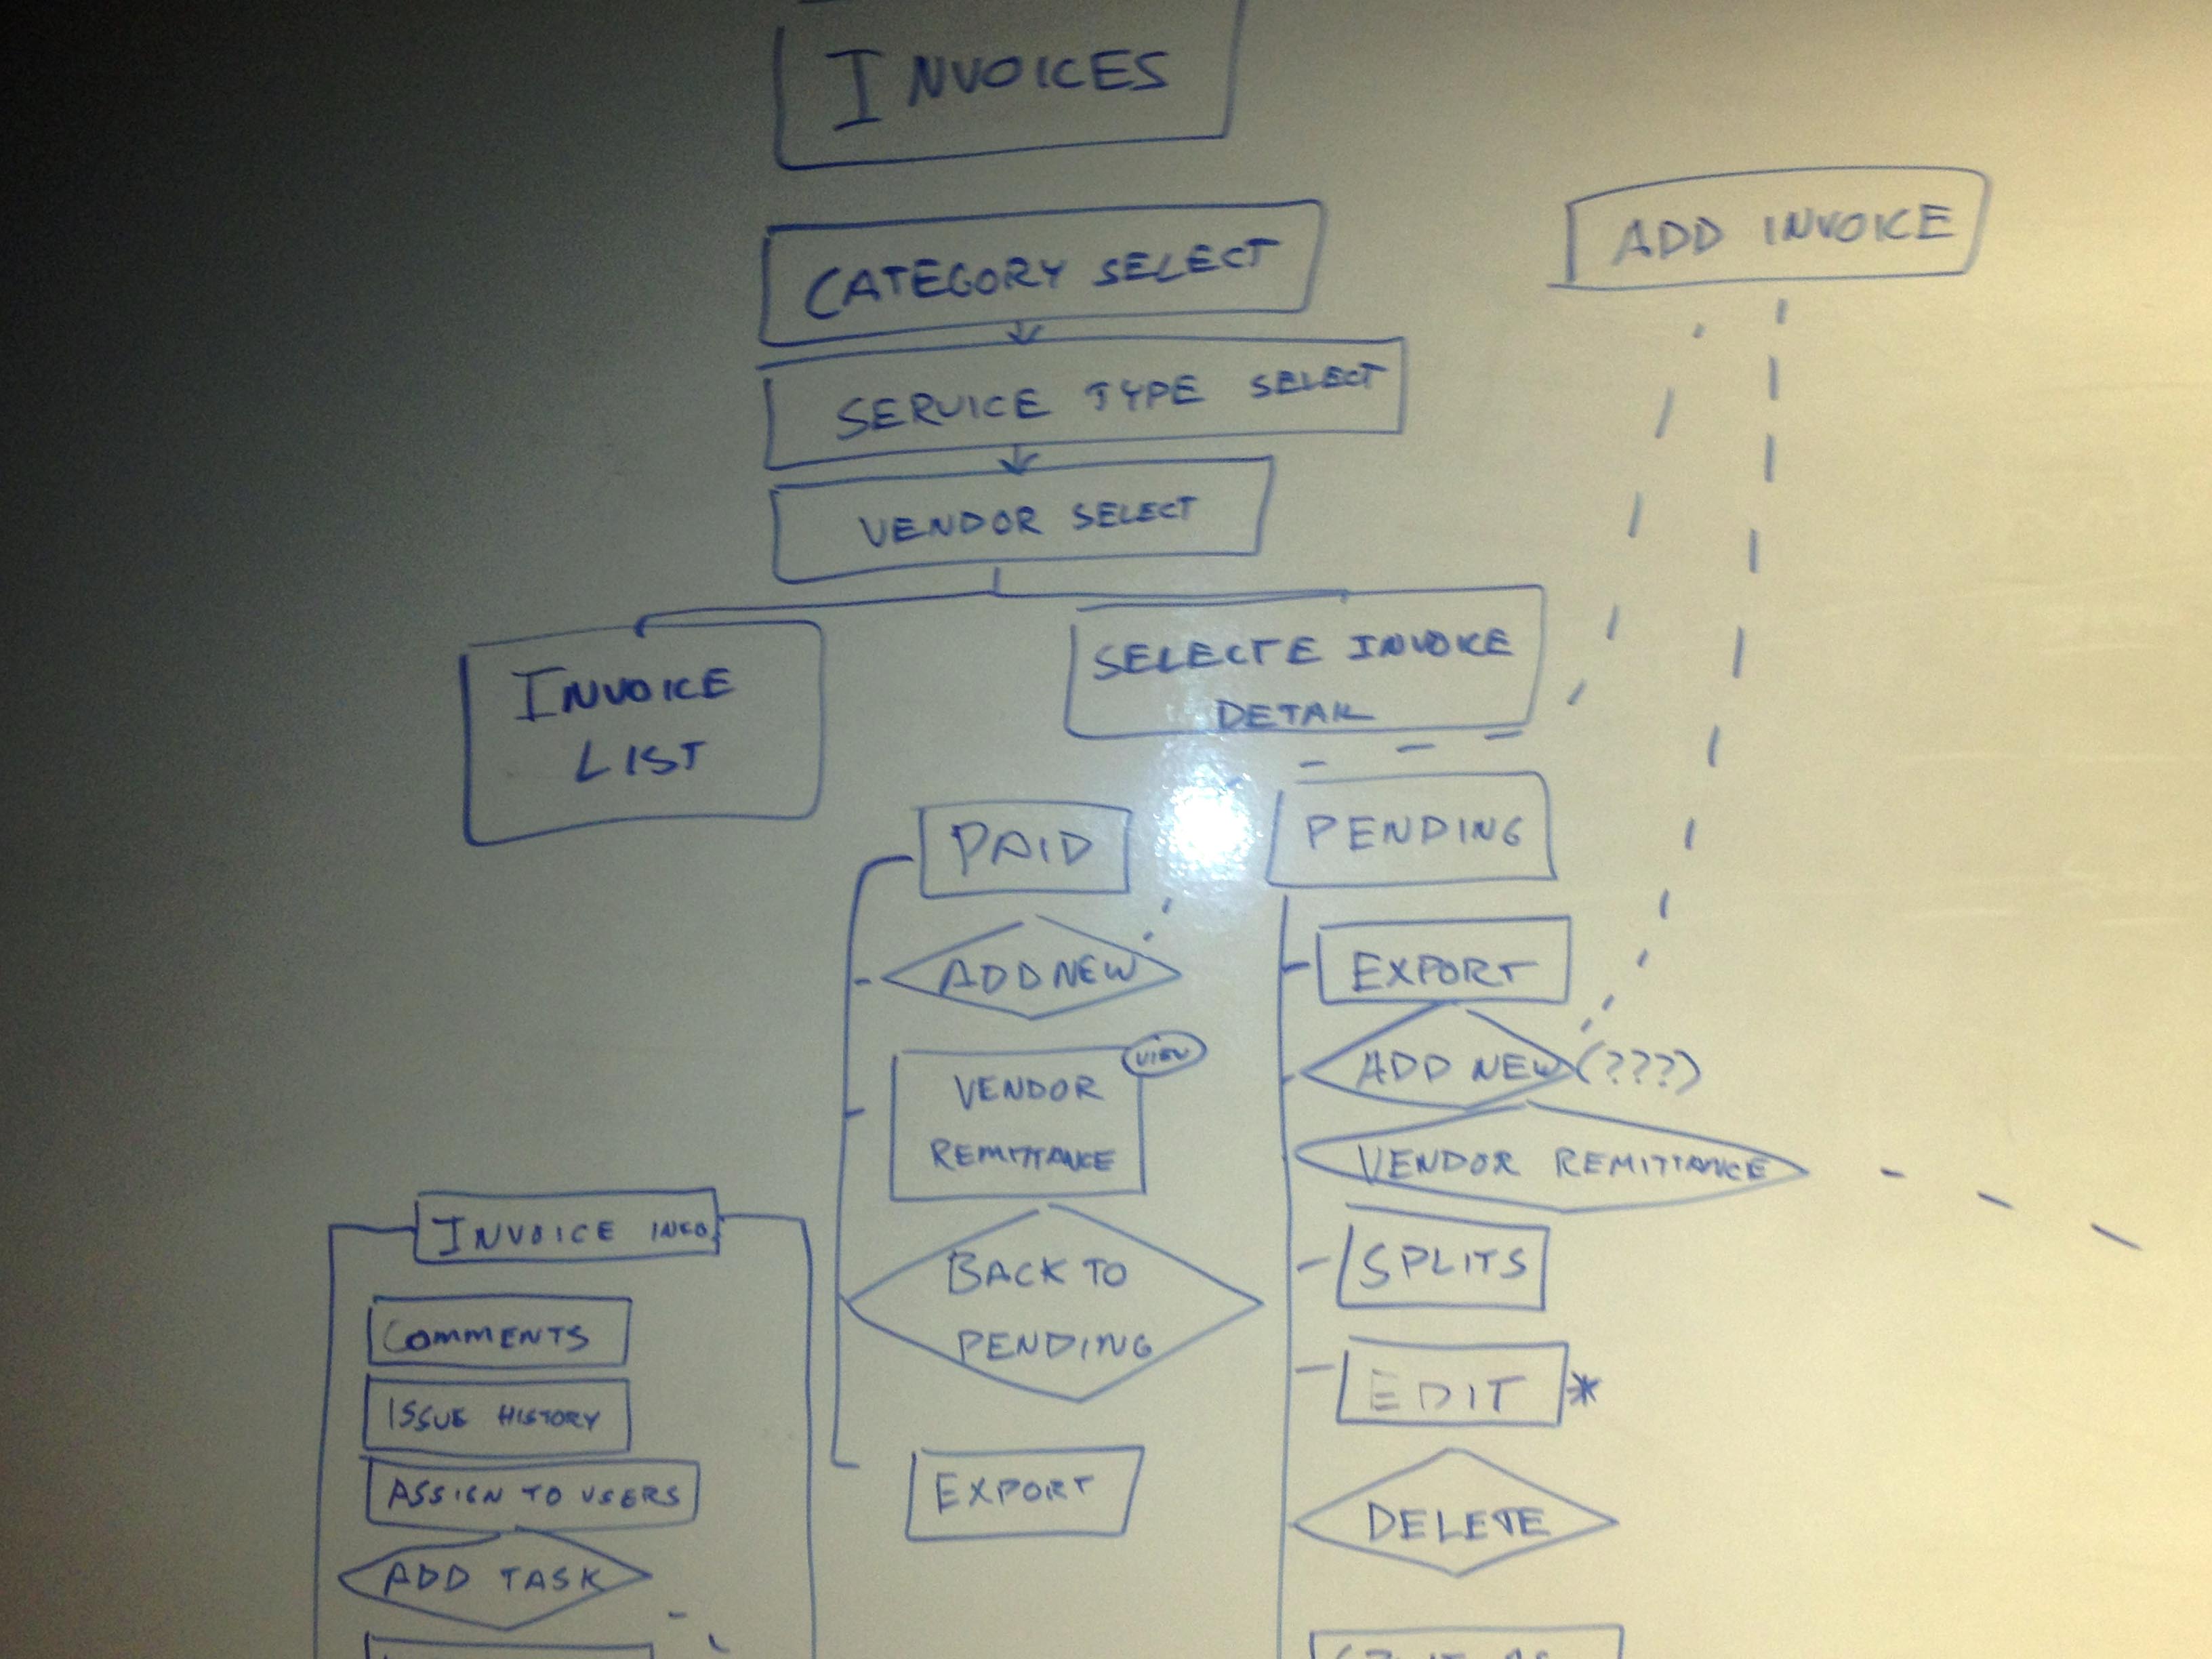 INVOICES
CATEGORY SELECT
SERVICE TYPE SELECT
VENDOR SELECT
ADD INVOICE
INVOICE
LIST
SELECTE INVOICE
DETAIL
PAID
ADD NEW
VIEW
VENDOR
REMITTANCE
BACK TO
PENDING
EXPORT
PENDING
EXPORT
ADD NEW (???)
VENDOR REMITTANCE
SPLITS
EDIT *
DELETE
INVOICE INFO
COMMENTS
ISSUE HISTORY
ASSIGN TO USERS
ADD TASK